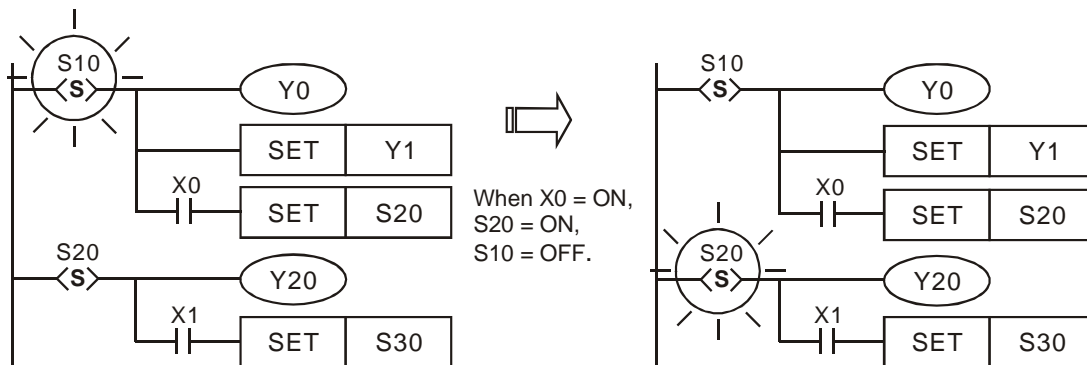 S10
S
Y0
SET Y1
X0
SET S20
S20
S
Y20
X1
SET S30
When X0 = ON,
S20 = ON,
S10 = OFF.
S10
S
Y0
SET Y1
X0
SET S20
S20
S
Y20
X1
SET S30